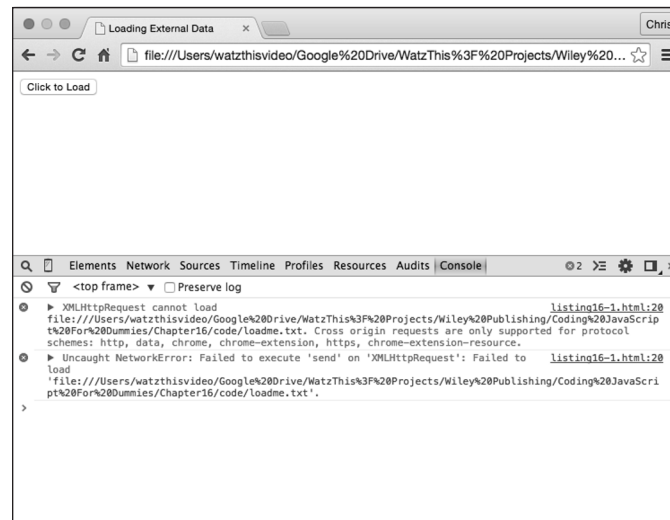 Loading External Data
Chris
file:///Users/watzthisvideo/Google%20Drive/WatzThis%3F%20Projects/Wiley%20...
Click to Load
Elements Network Sources Timeline Profiles Resources Audits Console 2
<top frame> Preserve log
XMLHttpRequest cannot load listing16-1.html:20
file:///Users/watzthisvideo/Google%20Drive/WatzThis%3F%20Projects/Wiley%20Publishing/Coding%20JavaScrip
t%20For%20Dummies/Chapter16/code/loadme.txt. Cross origin requests are only supported for protocol
schemes: http, data, chrome, chrome-extension, https, chrome-extension-resource.
Uncaught NetworkError: Failed to execute 'send' on 'XMLHttpRequest': Failed to listing16-1.html:20
load
'file:///Users/watzthisvideo/Google%20Drive/WatzThis%3F%20Projects/Wiley%20Publishing/Coding%20JavaScri
pt%20For%20Dummies/Chapter16/code/loadme.txt'.